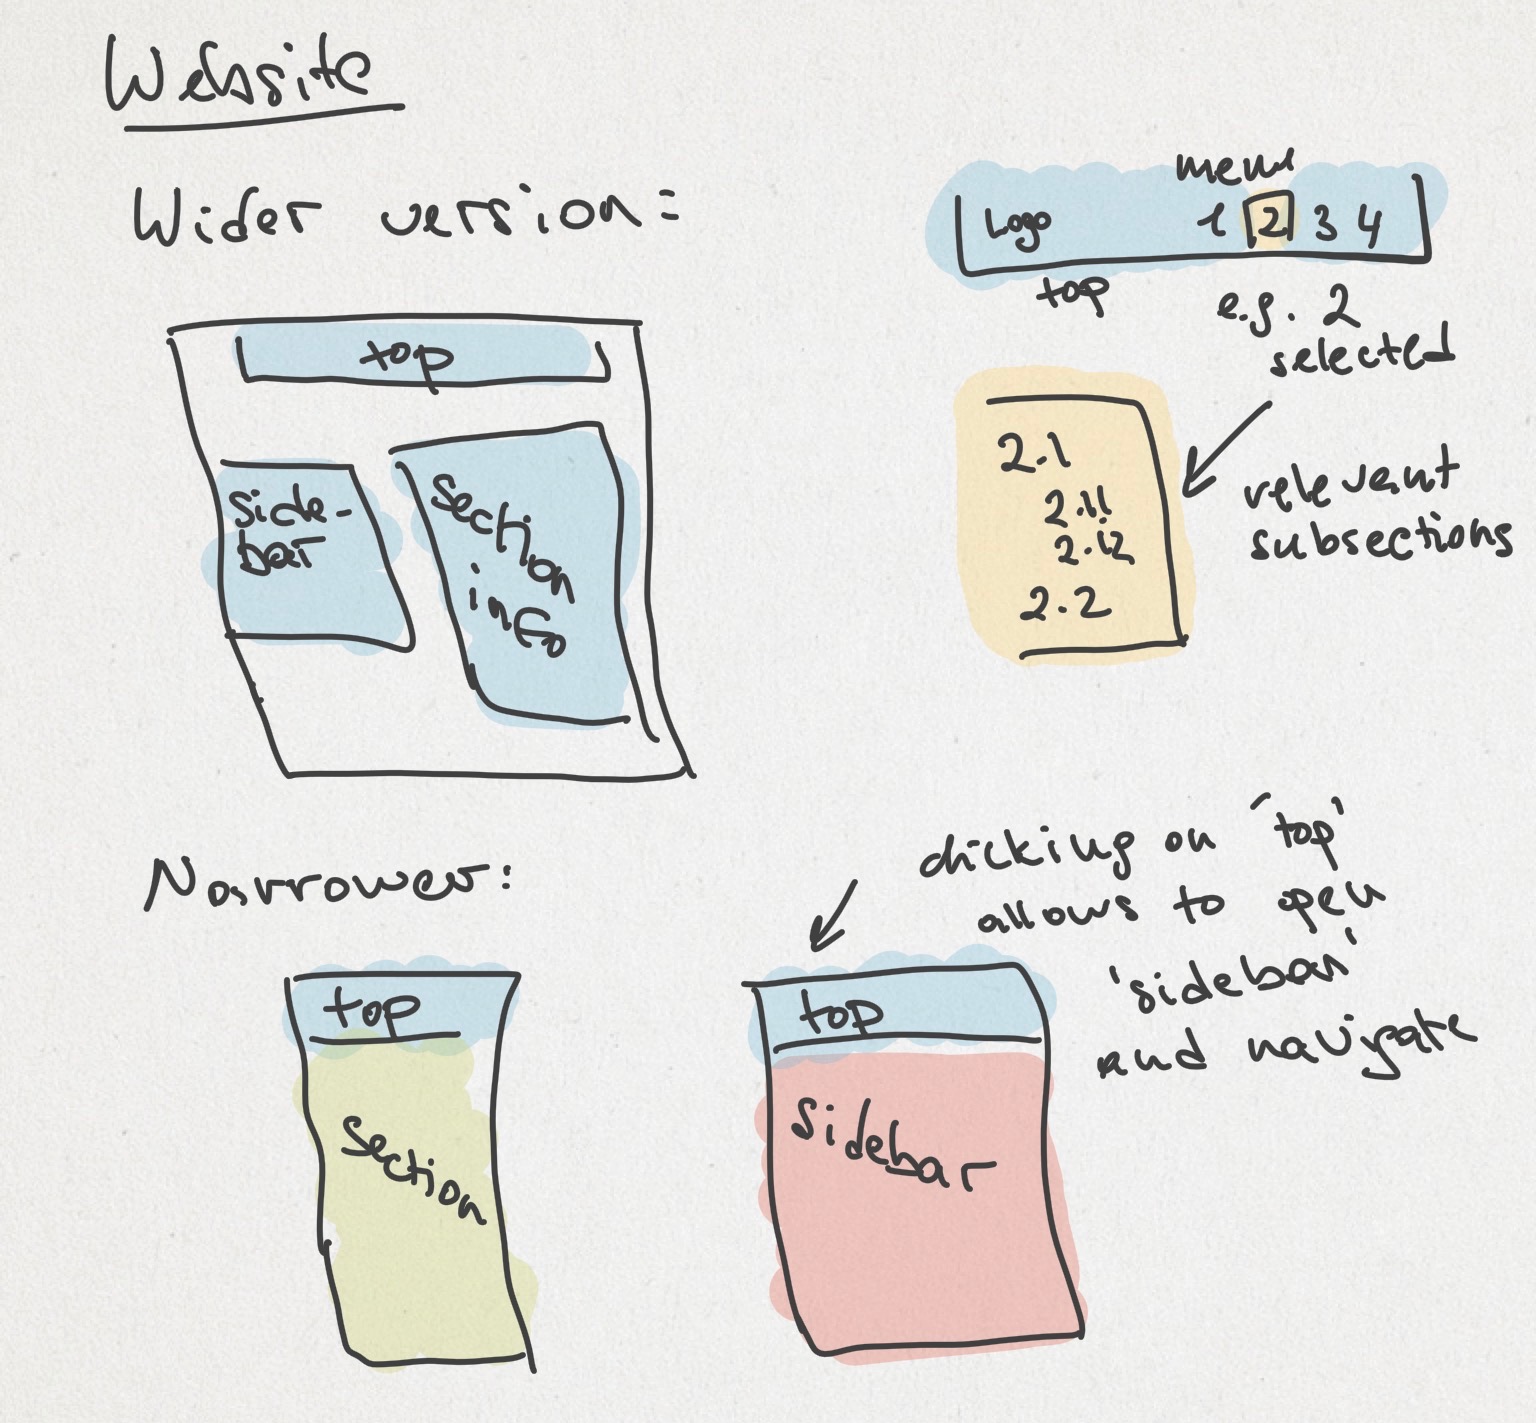 Website
Wider version:
top
side-
bar
Section
info
menu
Logo 1 2 3 4
top
e.g. 2
selected
2.1
2.11
2.12
2.2
relevant
subsections
Narrower:
top
Section
clicking on 'top'
allows to open
'sidebar'
and navigate
top
Sidebar